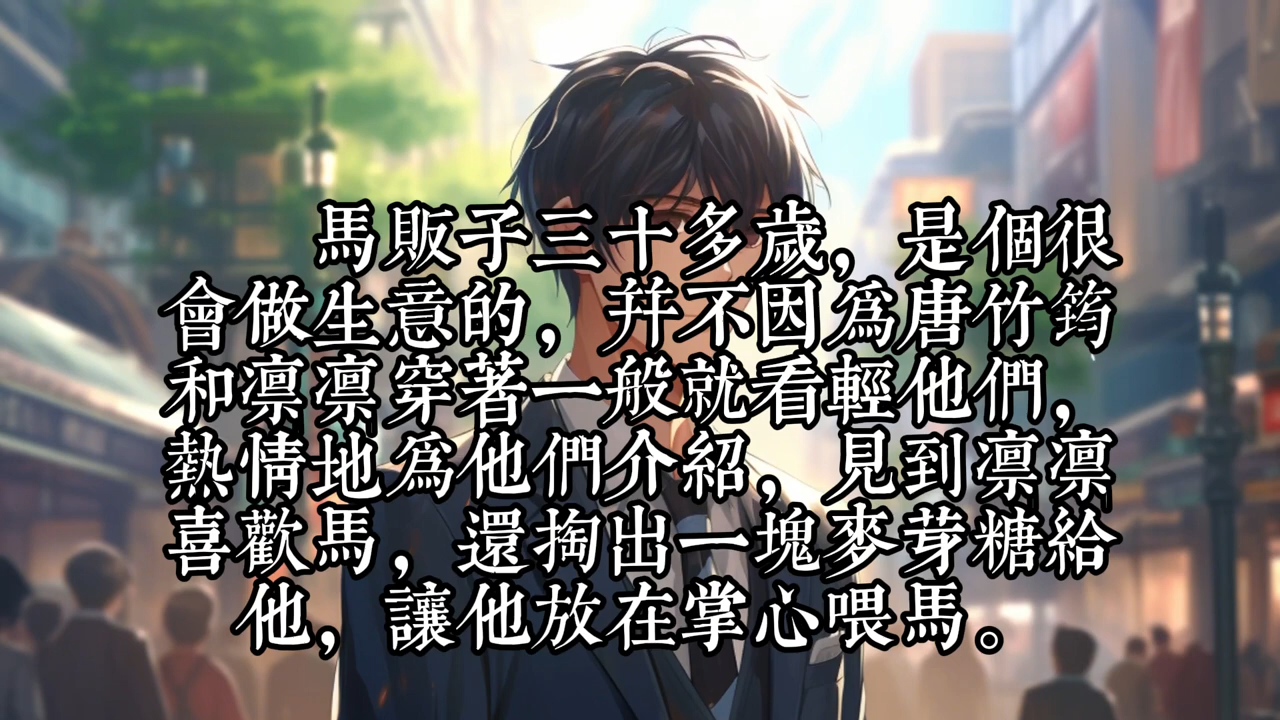 馬販子三十多歲，是個很
會做生意的，并不因爲唐竹筠
和凛凛穿著一般就看輕他們，
熱情地爲他們介紹，見到凛凛
喜歡馬，還掏出一塊麥芽糖給
他，讓他放在掌心喂馬。